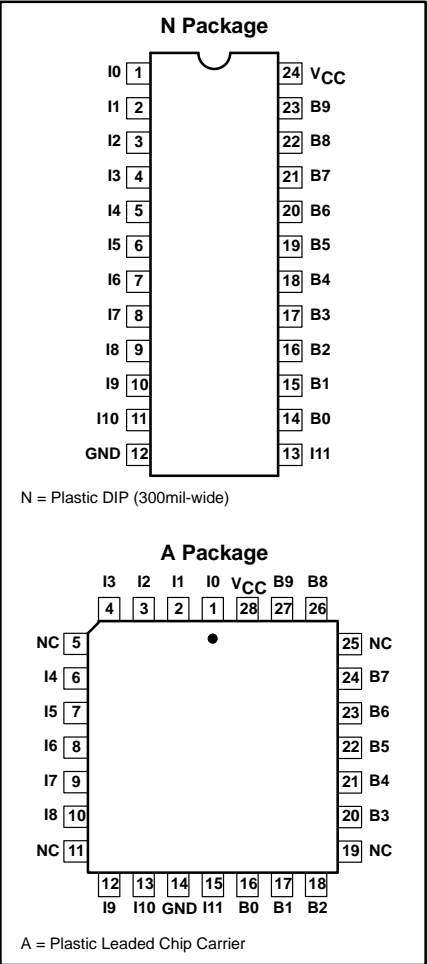 N Package
I0 1 24 VCC
I1 2 23 B9
I2 3 22 B8
I3 4 21 B7
I4 5 20 B6
I5 6 19 B5
I6 7 18 B4
I7 8 17 B3
I8 9 16 B2
I9 10 15 B1
I10 11 14 B0
GND 12 13 I11
N = Plastic DIP (300mil-wide)
A Package
I3 I2 I1 I0 VCC B9 B8
4 3 2 1 28 27 26
NC 5 25 NC
I4 6 24 B7
I5 7 23 B6
I6 8 22 B5
I7 9 21 B4
I8 10 20 B3
NC 11 19 NC
12 13 14 15 16 17 18
I9 I10 GND I11 B0 B1 B2
A = Plastic Leaded Chip Carrier